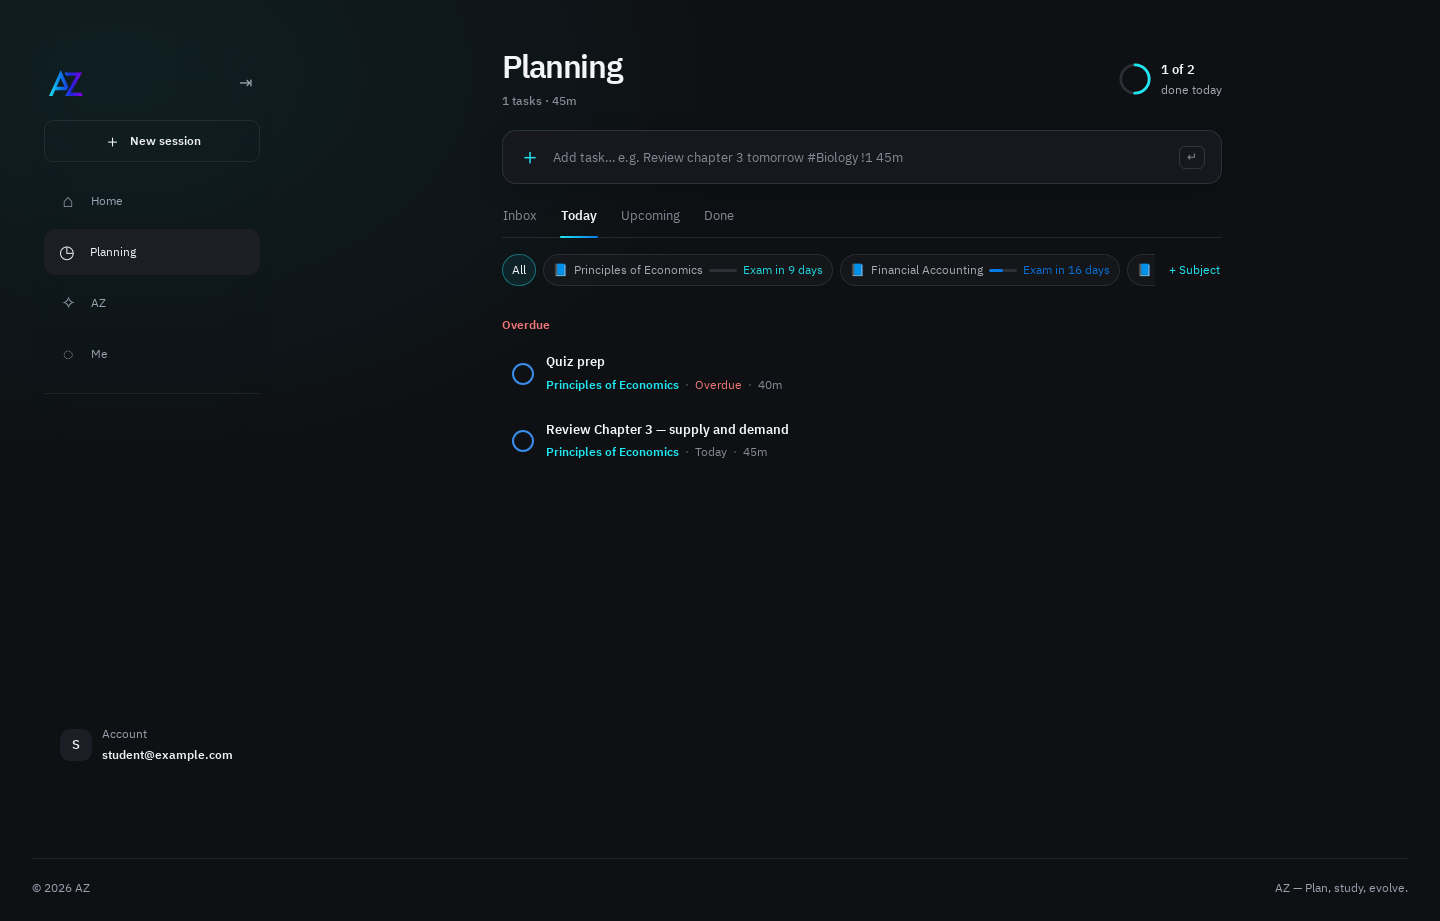 AZ
⇥
+ New session
Home
Planning
AZ
Me
Account
S
student@example.com
Planning
1 tasks · 45m
1 of 2
done today
+ Add task… e.g. Review chapter 3 tomorrow #Biology !1 45m ↵
Inbox Today Upcoming Done
All Principles of Economics Exam in 9 days Financial Accounting Exam in 16 days + Subject
Overdue
Quiz prep
Principles of Economics · Overdue · 40m
Review Chapter 3 — supply and demand
Principles of Economics · Today · 45m
© 2026 AZ
AZ — Plan, study, evolve.